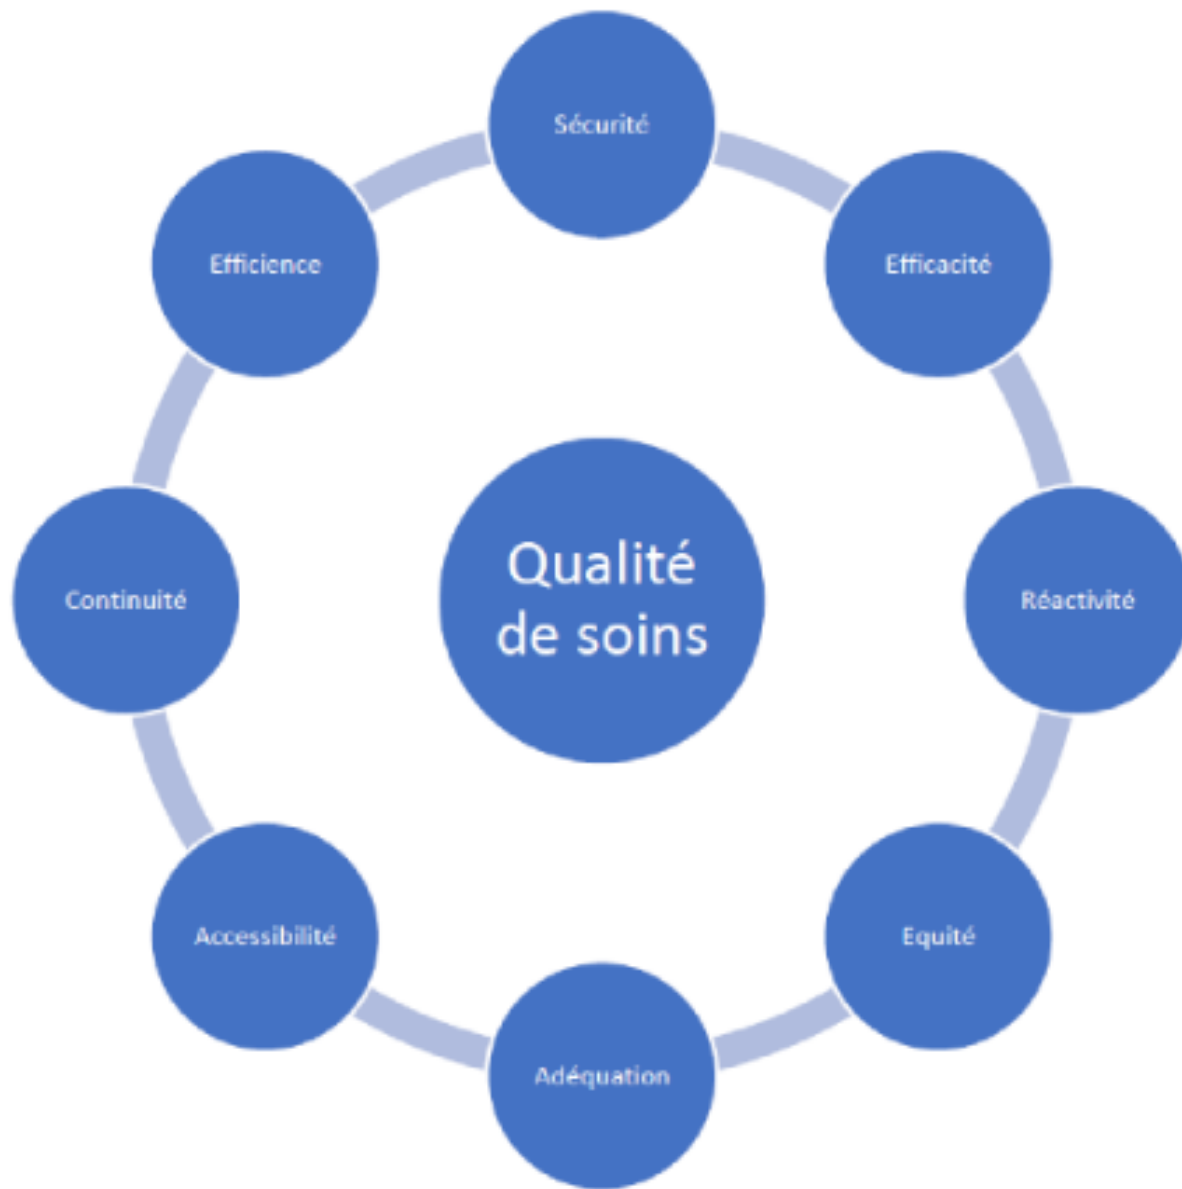 Sécurité
Efficience
Efficacité
Qualité
de soins
Continuité
Réactivité
Accessibilité
Equité
Adéquation